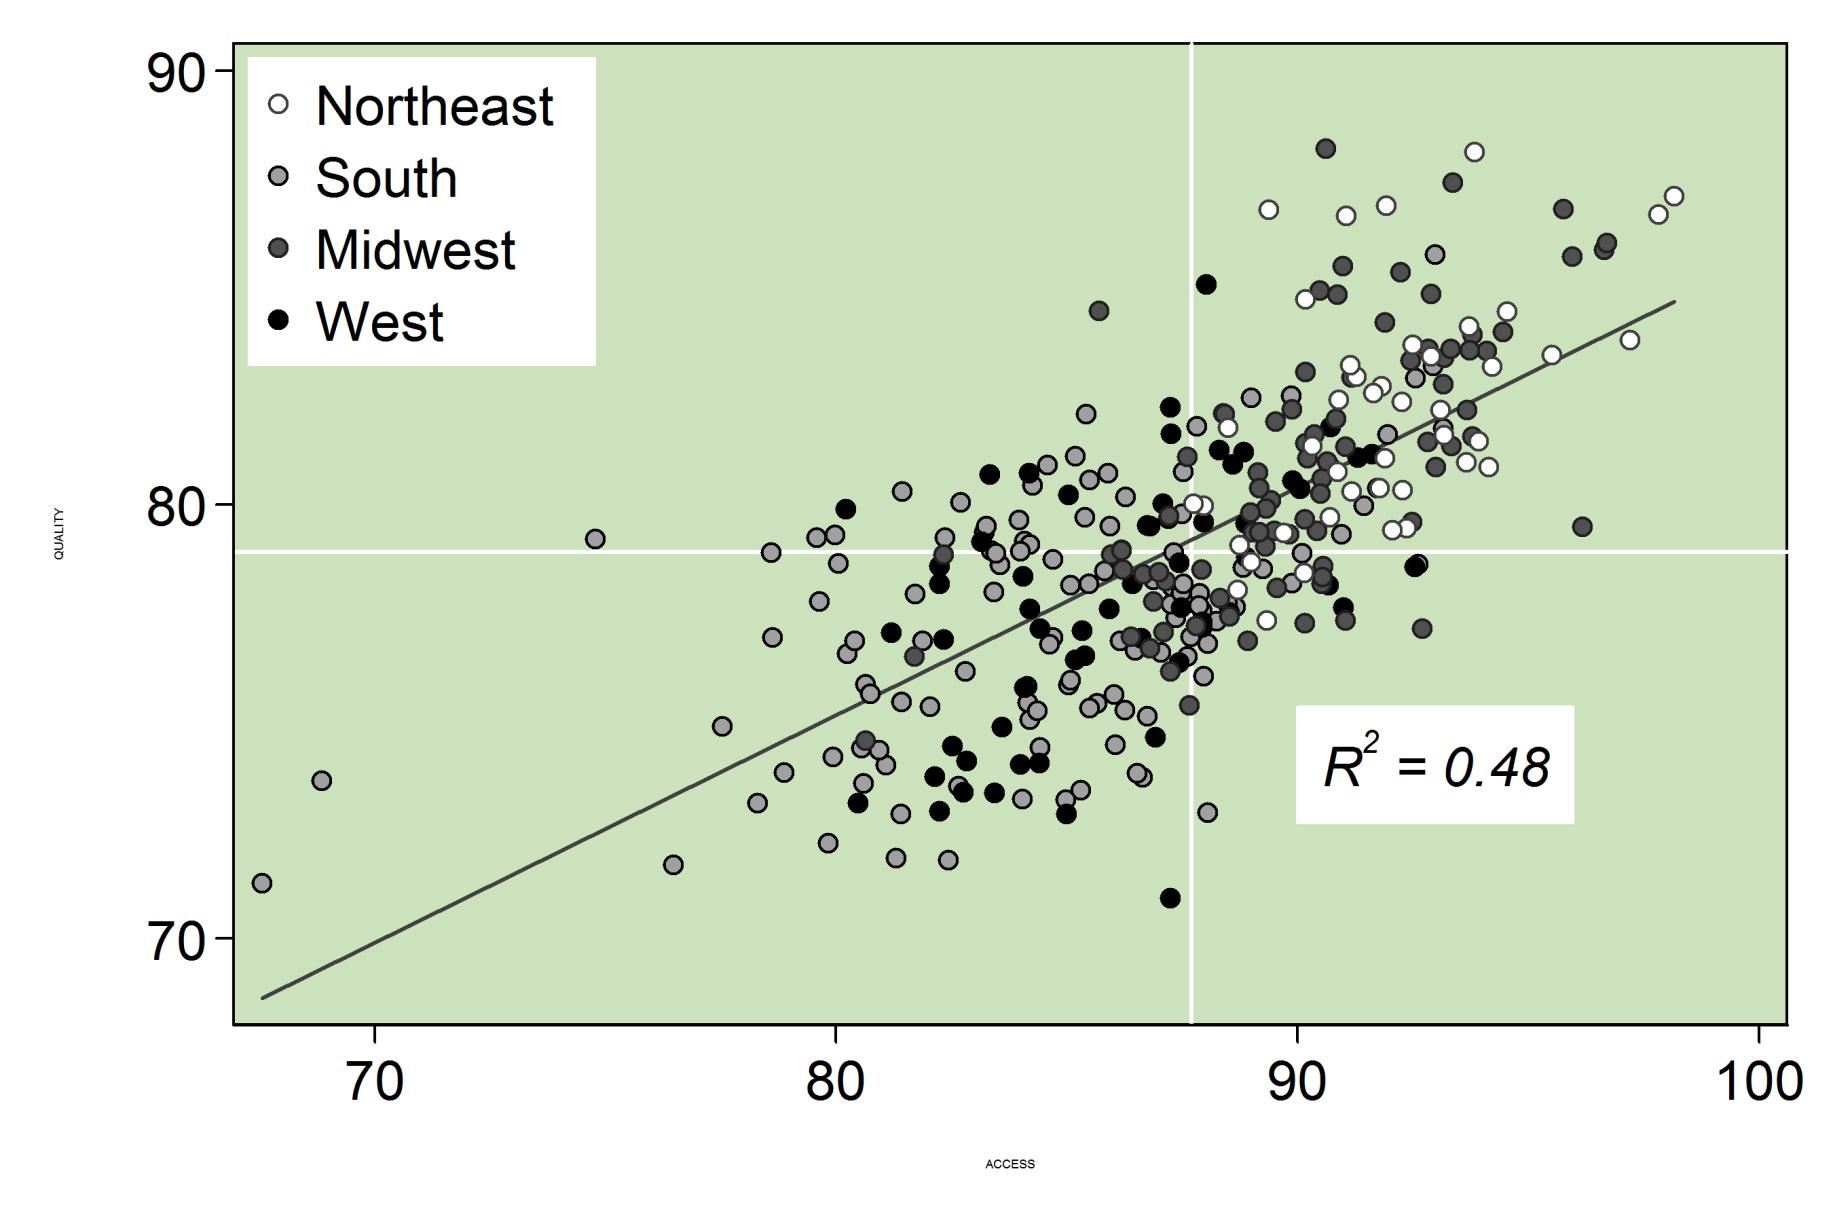 90
Northeast
South
Midwest
West
80
QUALITY
R² = 0.48
70
70 80 90 100
ACCESS